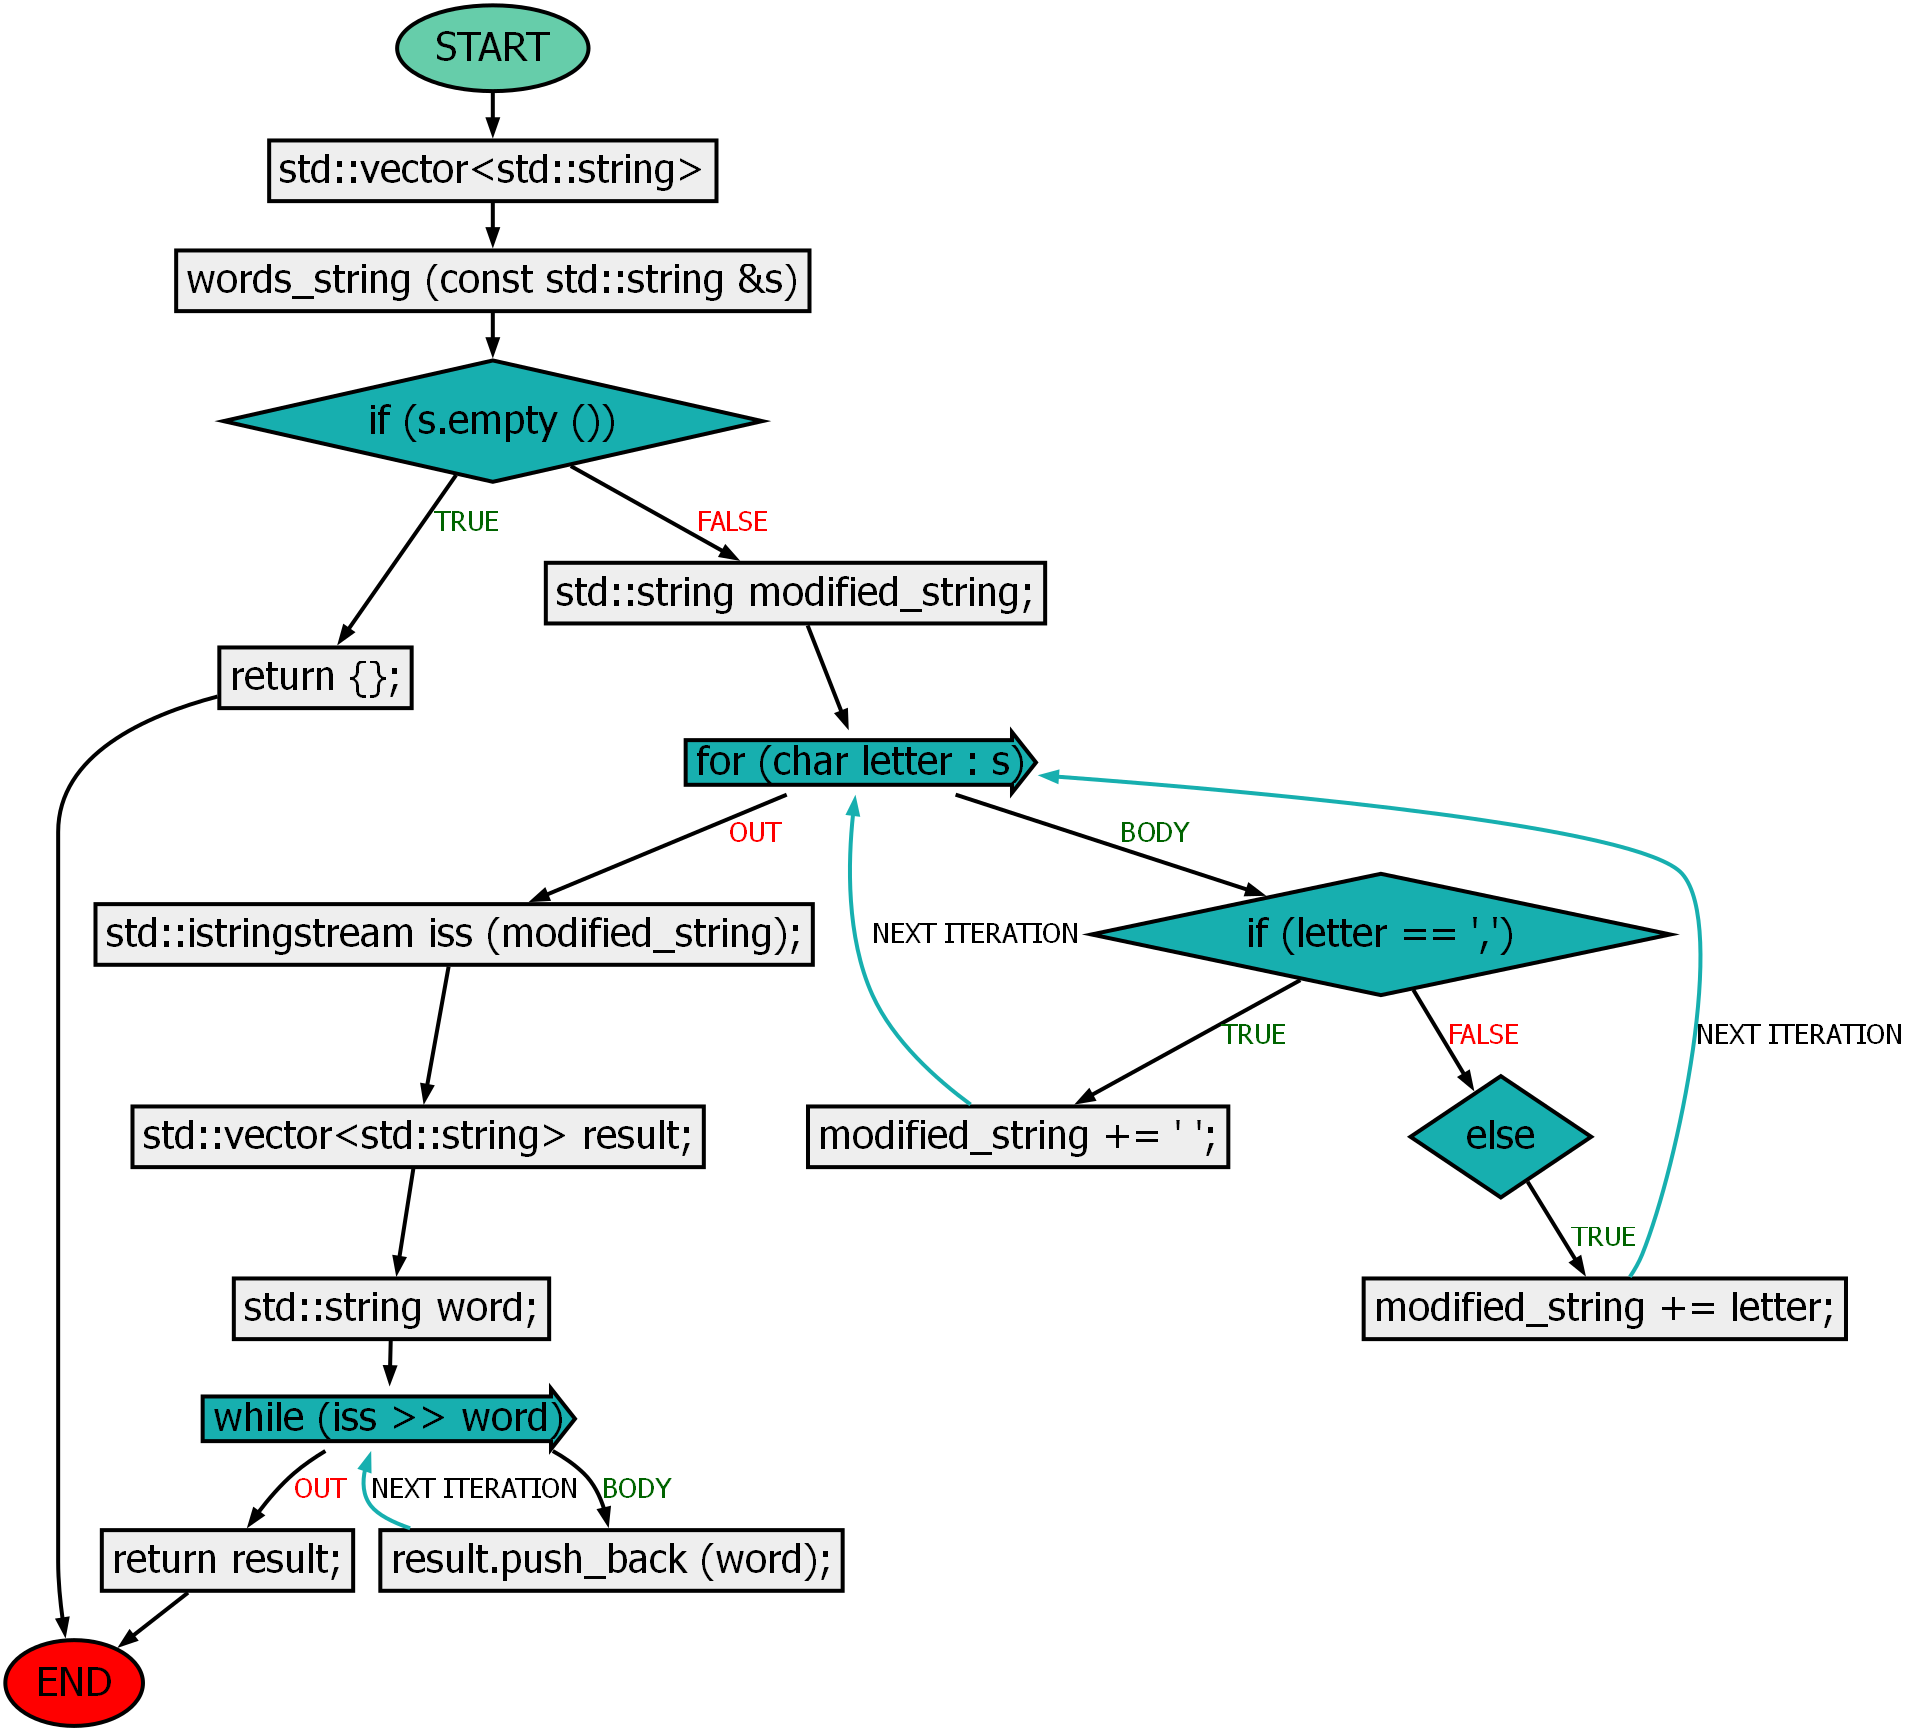 START
std::vector<std::string>
words_string (const std::string &s)
if (s.empty ())
TRUE
FALSE
std::string modified_string;
return {};
for (char letter : s)
OUT
BODY
std::istringstream iss (modified_string);
NEXT ITERATION
if (letter == ',')
TRUE
FALSE
NEXT ITERATION
std::vector<std::string> result;
modified_string += ' ';
else
TRUE
std::string word;
modified_string += letter;
while (iss >> word)
OUT
NEXT ITERATION
BODY
return result;
result.push_back (word);
END